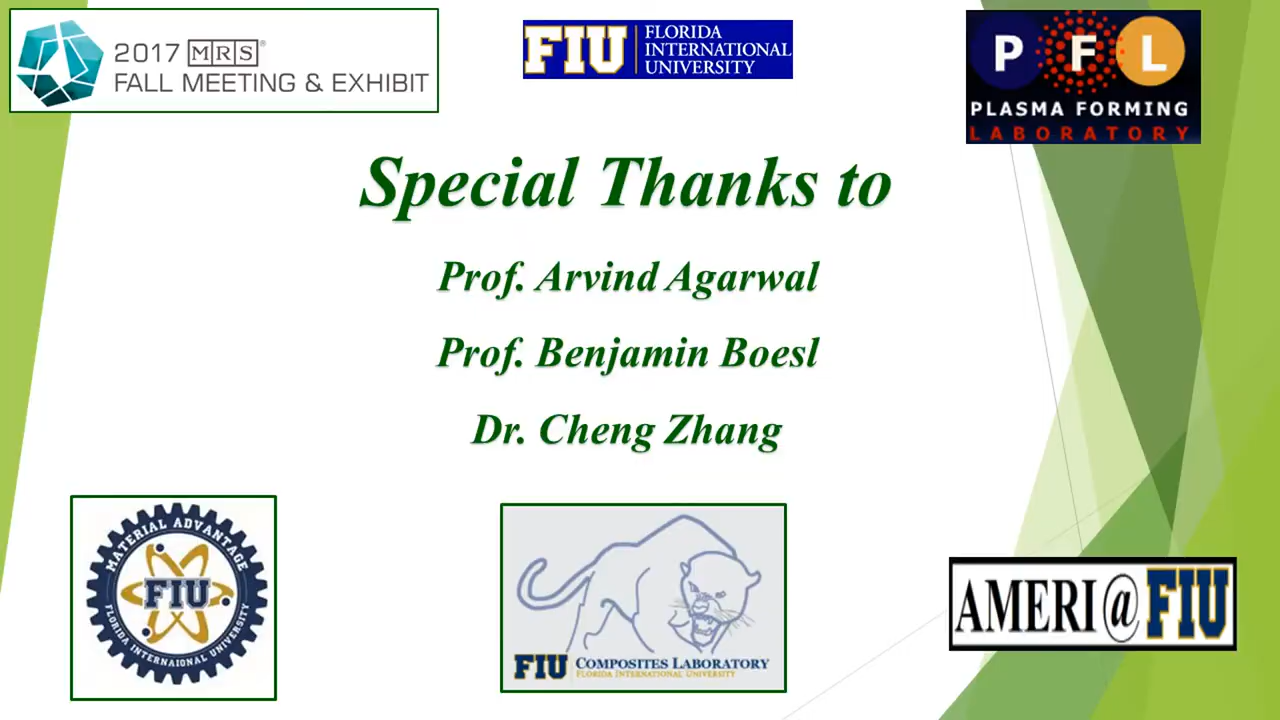 2017 MRS®
FALL MEETING & EXHIBIT
FIU
FLORIDA
INTERNATIONAL
UNIVERSITY
PFL
PLASMA FORMING
LABORATORY
Special Thanks to
Prof. Arvind Agarwal
Prof. Benjamin Boesl
Dr. Cheng Zhang
MATERIAL ADVANTAGE
FIU
FLORIDA INTERNAIONAL UNIVERSITY
FIU COMPOSITES LABORATORY
FLORIDA INTERNATIONAL UNIVERSITY
AMERI@FIU